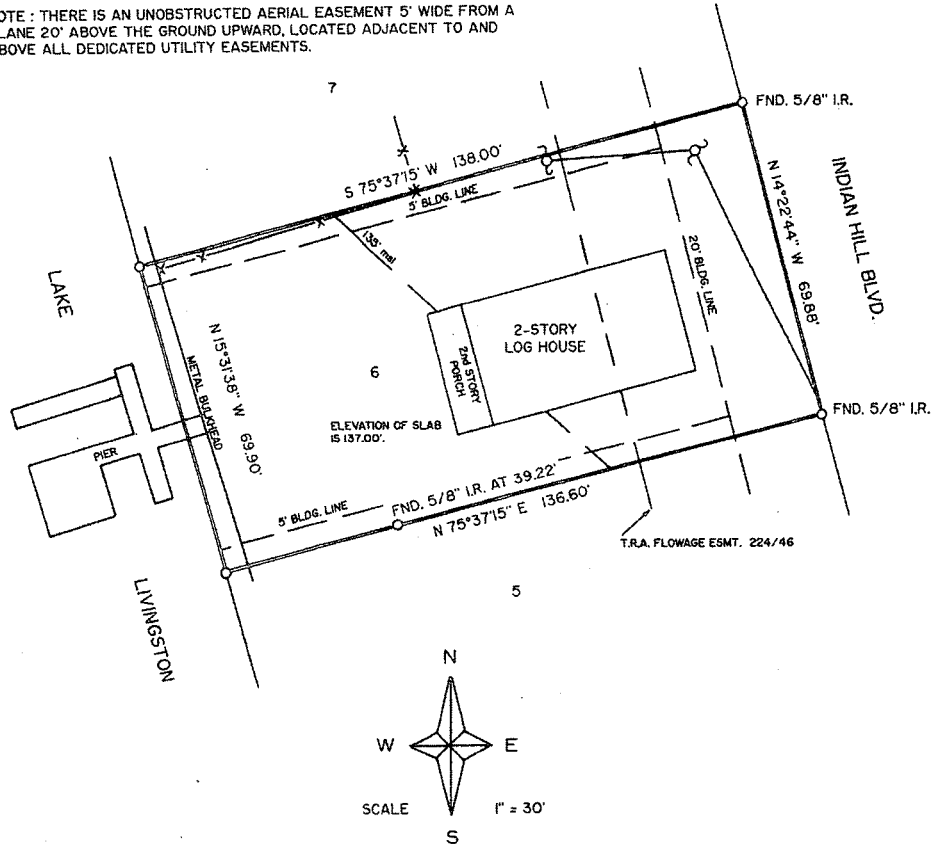 OTE : THERE IS AN UNOBSTRUCTED AERIAL EASEMENT 5' WIDE FROM A
LANE 20' ABOVE THE GROUND UPWARD, LOCATED ADJACENT TO AND
BOVE ALL DEDICATED UTILITY EASEMENTS.
7
FND. 5/8" I.R.
S 75°37'15' W 138.00'
5' BLDG. LINE
INDIAN HILL BLVD.
N 14°22'44" W 69.88'
135' msl
20' BLDG. LINE
LAKE
2-STORY
LOG HOUSE
2nd STORY
PORCH
N 15°31'38" W 69.90'
METAL BULKHEAD
6
ELEVATION OF SLAB
IS 137.00'.
FND. 5/8" I.R.
PIER
FND. 5/8" I.R. AT 39.22'
5' BLDG. LINE
N 75°37'15" E 136.60'
T.R.A. FLOWAGE ESMT. 224/46
5
LIVINGSTON
N
W E
SCALE 1" = 30'
S